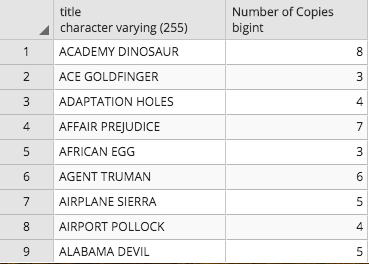 title Number of Copies
character varying (255) bigint
1 ACADEMY DINOSAUR 8
2 ACE GOLDFINGER 3
3 ADAPTATION HOLES 4
4 AFFAIR PREJUDICE 7
5 AFRICAN EGG 3
6 AGENT TRUMAN 6
7 AIRPLANE SIERRA 5
8 AIRPORT POLLOCK 4
9 ALABAMA DEVIL 5